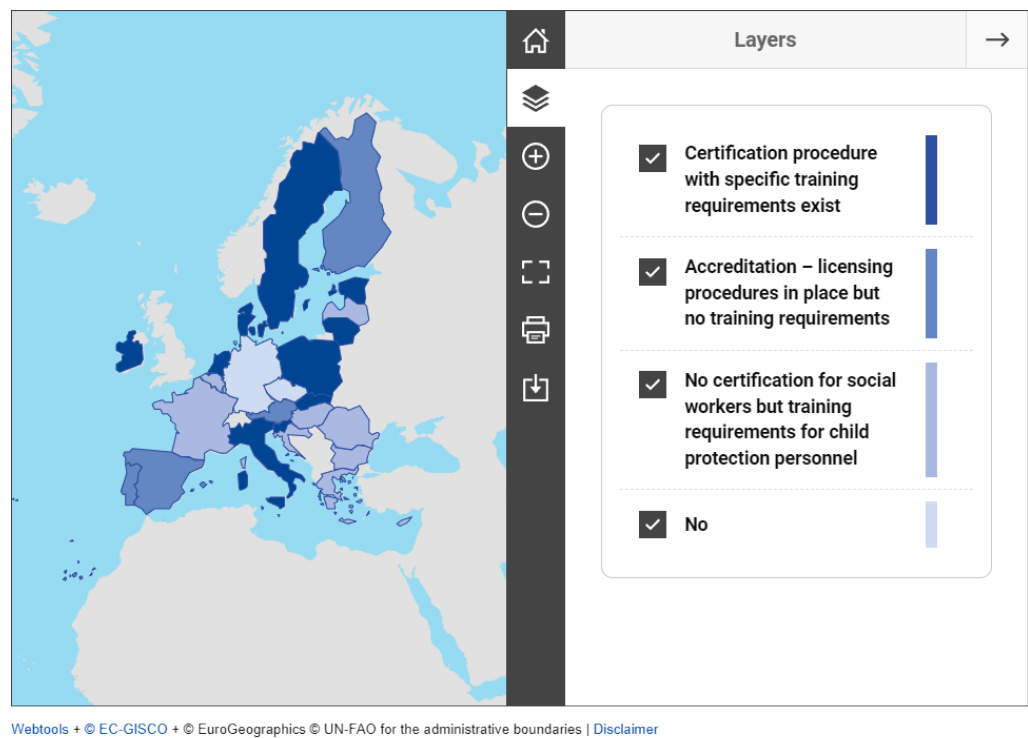 Layers
Certification procedure
with specific training
requirements exist
Accreditation – licensing
procedures in place but
no training requirements
No certification for social
workers but training
requirements for child
protection personnel
No
Webtools + © EC-GISCO + © EuroGeographics © UN-FAO for the administrative boundaries | Disclaimer